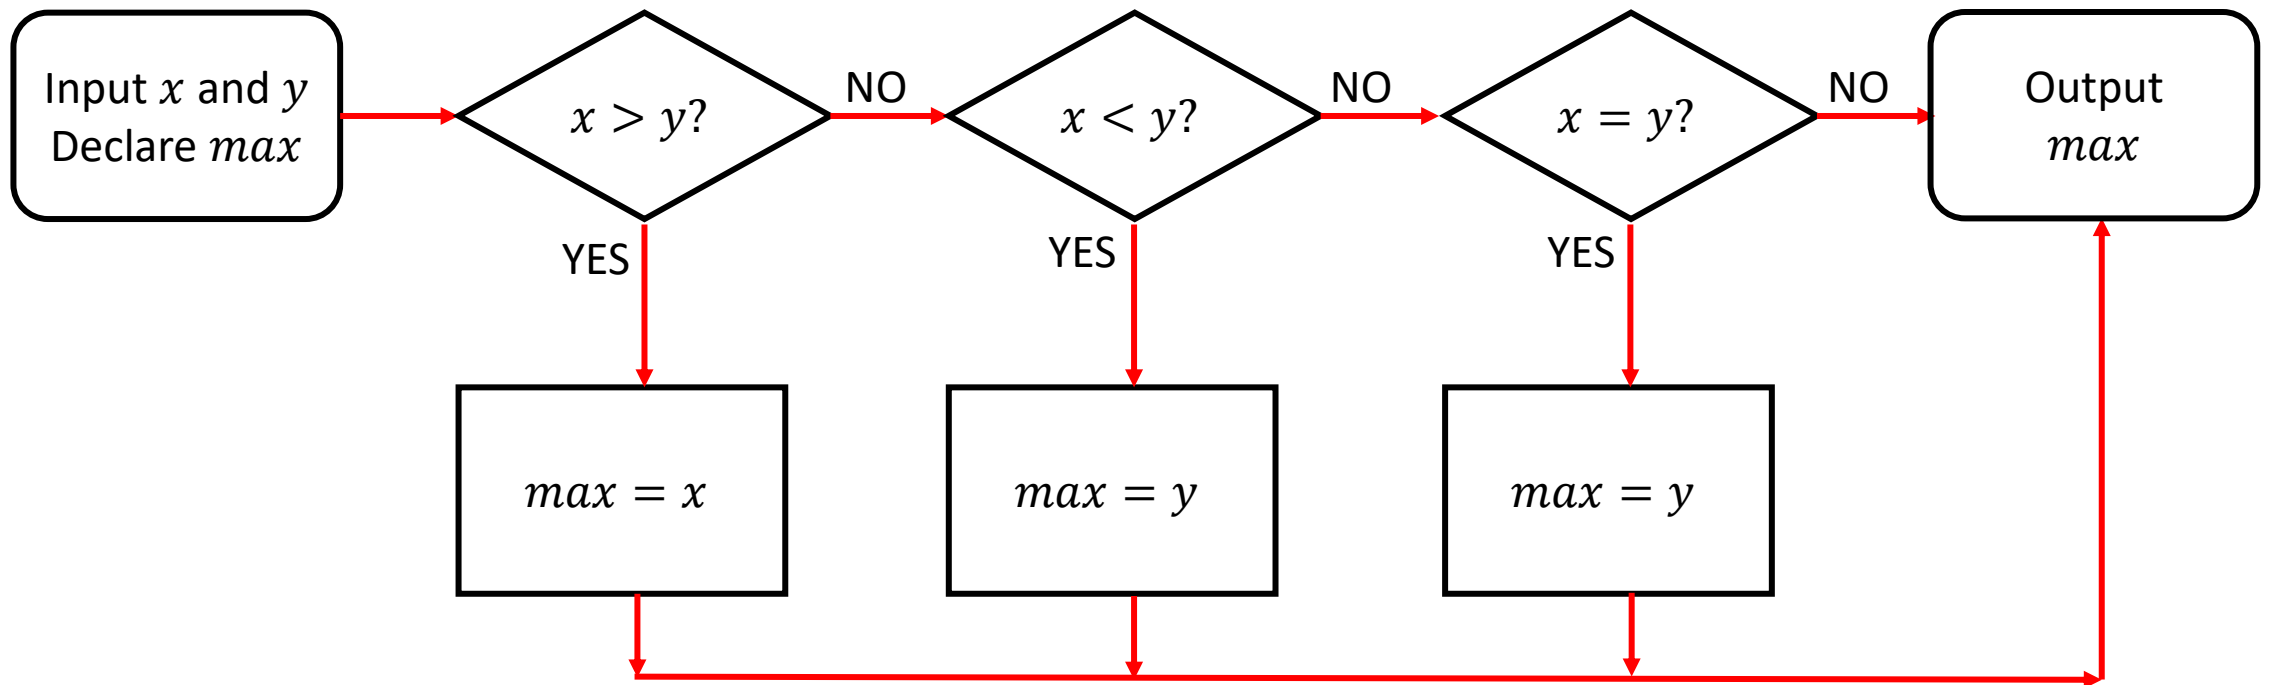 Input x and y
Declare max
x > y?
NO
x < y?
NO
x = y?
NO
Output
max
YES
YES
YES
max = x
max = y
max = y